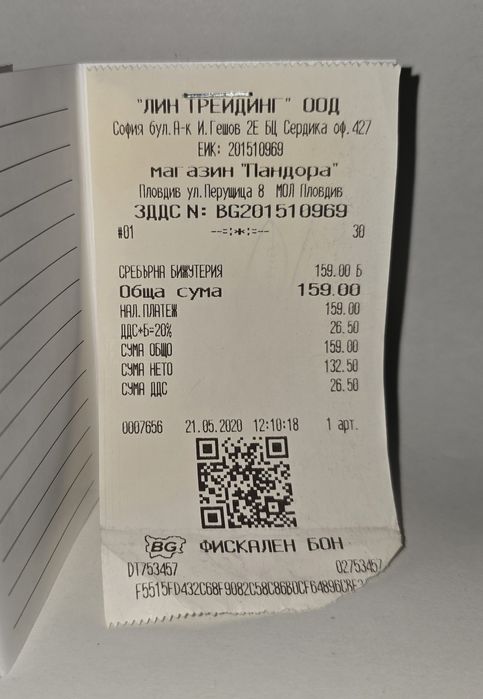 "ЛИН ТРЕЙДИНГ" ООД
София бул.А-к И.Гешов 2Е БЦ Сердика оф.427
ЕИК: 201510969
магазин "Пандора"
Пловдив ул.Перущица 8 МОЛ Пловдив
ЗДДС N: BG201510969
#01 --=:ж:=-- 30
СРЕБЪРНА БИЖУТЕРИЯ 159.00 Б
Обща сума 159.00
НАЛ.ПЛАТЕЖ 159.00
ДДС*Б=20% 26.50
СУМА ОБЩО 159.00
СУМА НЕТО 132.50
СУМА ДДС 26.50
0007656 21.05.2020 12:10:18 1 арт.
BG ФИСКАЛЕН БОН
DT753457 02753457